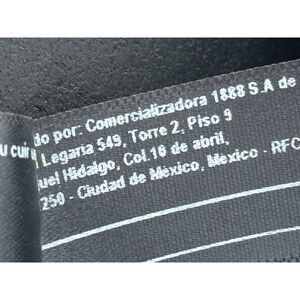 do por: Comercializadora 1888 S.A de
u cuir
Legaria 549, Torre 2, Piso 9
uel Hidalgo, Col.10 de abril,
250 - Ciudad de México, Mexico - RFC